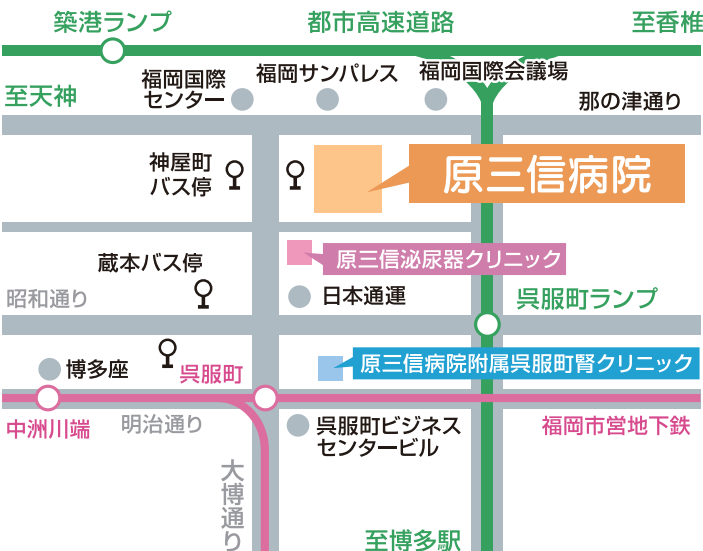 築港ランプ
都市高速道路
至香椎
至天神
福岡国際
センター
福岡サンパレス
福岡国際会議場
那の津通り
神屋町
バス停
原三信病院
蔵本バス停
原三信泌尿器クリニック
昭和通り
日本通運
呉服町ランプ
博多座
呉服町
原三信病院附属呉服町腎クリニック
中洲川端
明治通り
呉服町ビジネス
センタービル
福岡市営地下鉄
大博通り
至博多駅